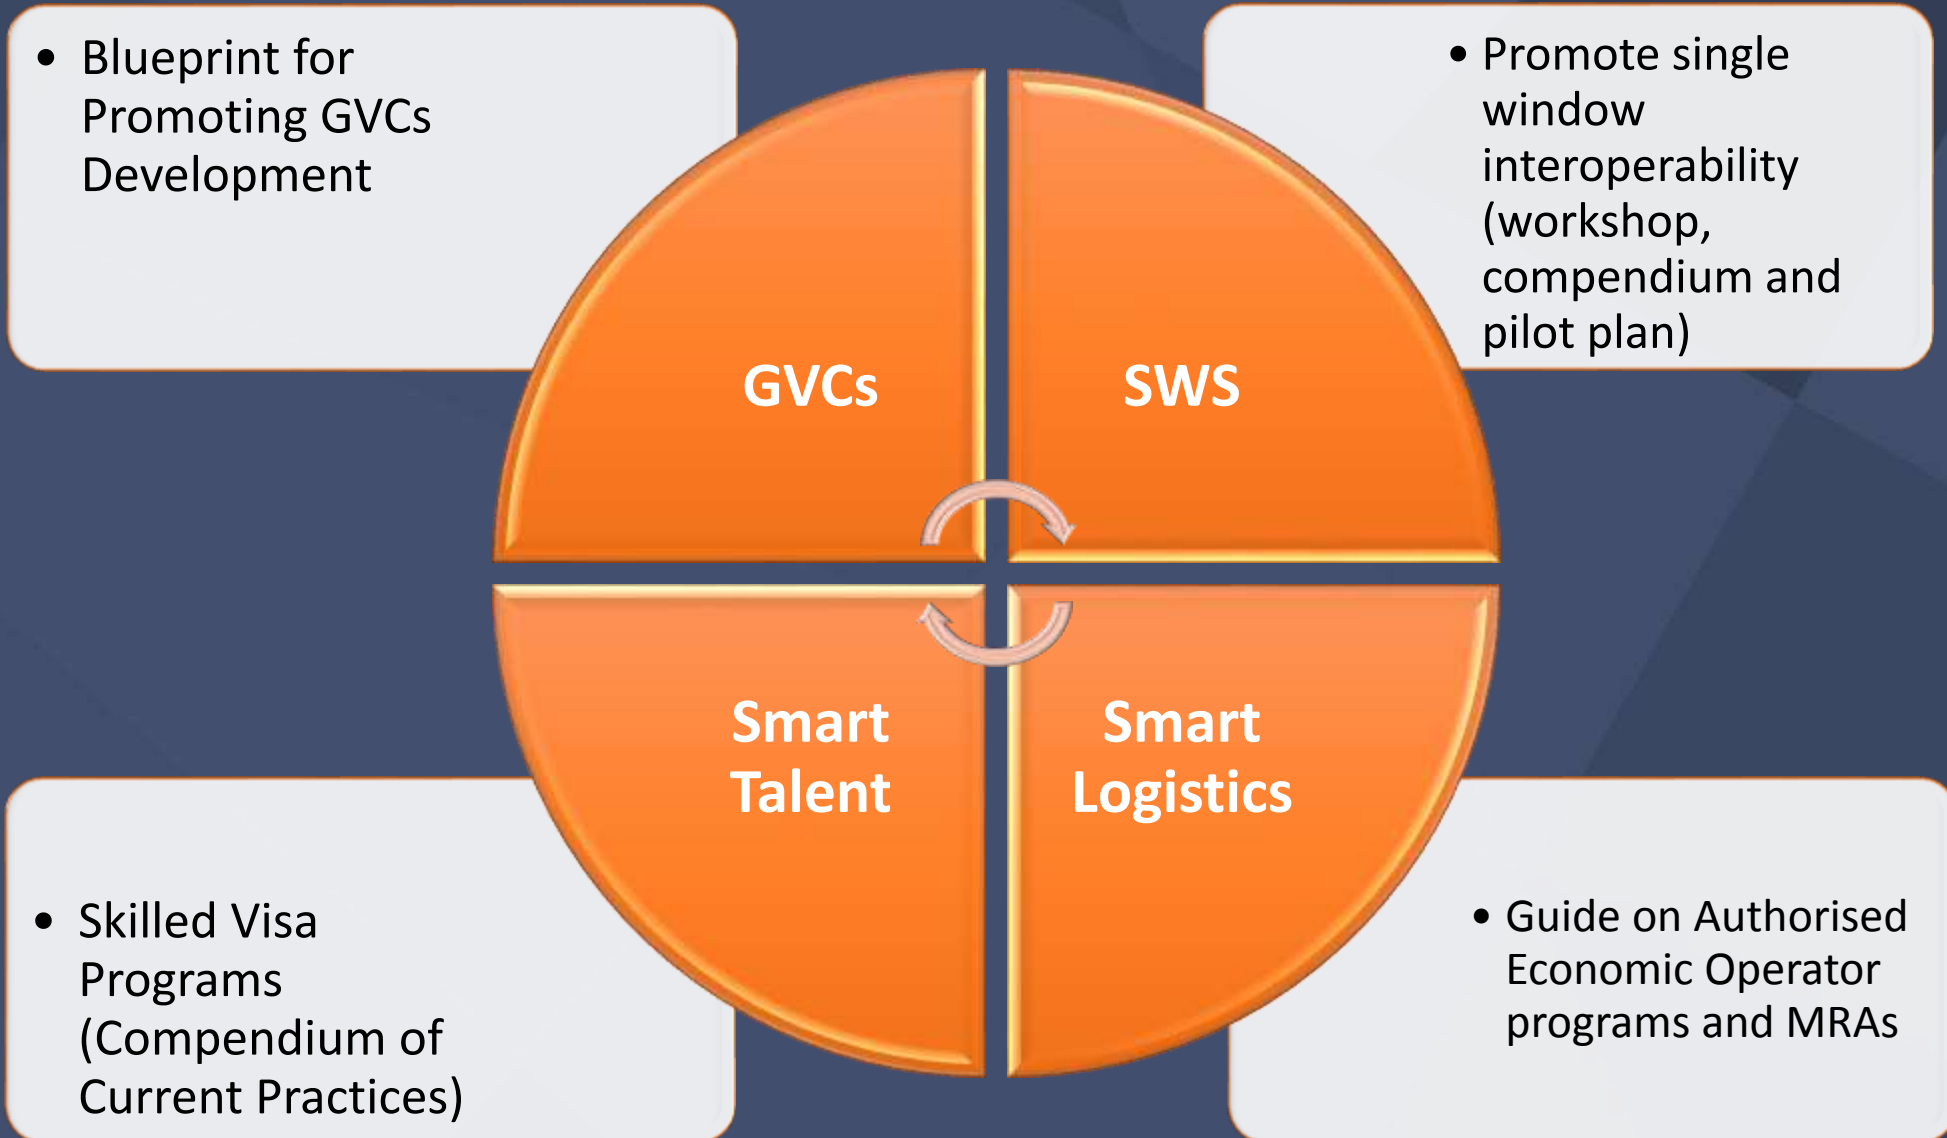 • Blueprint for
Promoting GVCs
Development
• Promote single
window
interoperability
(workshop,
compendium and
pilot plan)
GVCs
SWS
Smart
Talent
Smart
Logistics
• Skilled Visa
Programs
(Compendium of
Current Practices)
• Guide on Authorised
Economic Operator
programs and MRAs